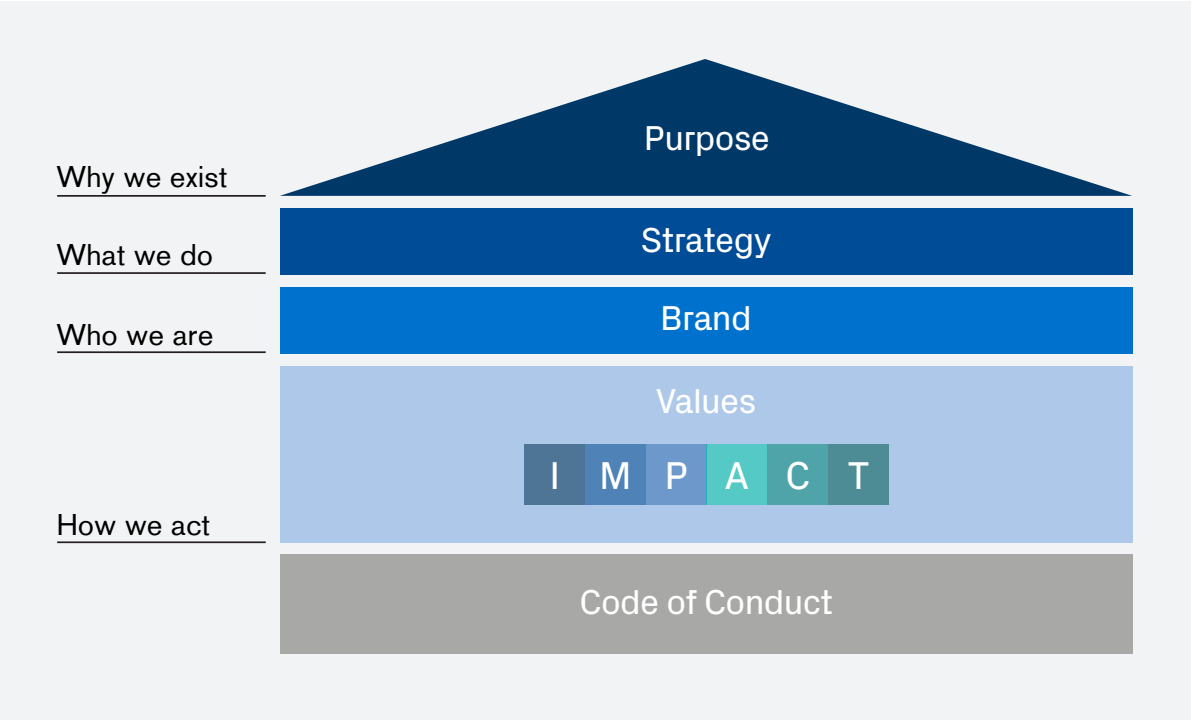 Purpose
Why we exist
Strategy
What we do
Brand
Who we are
Values
I M P A C T
How we act
Code of Conduct